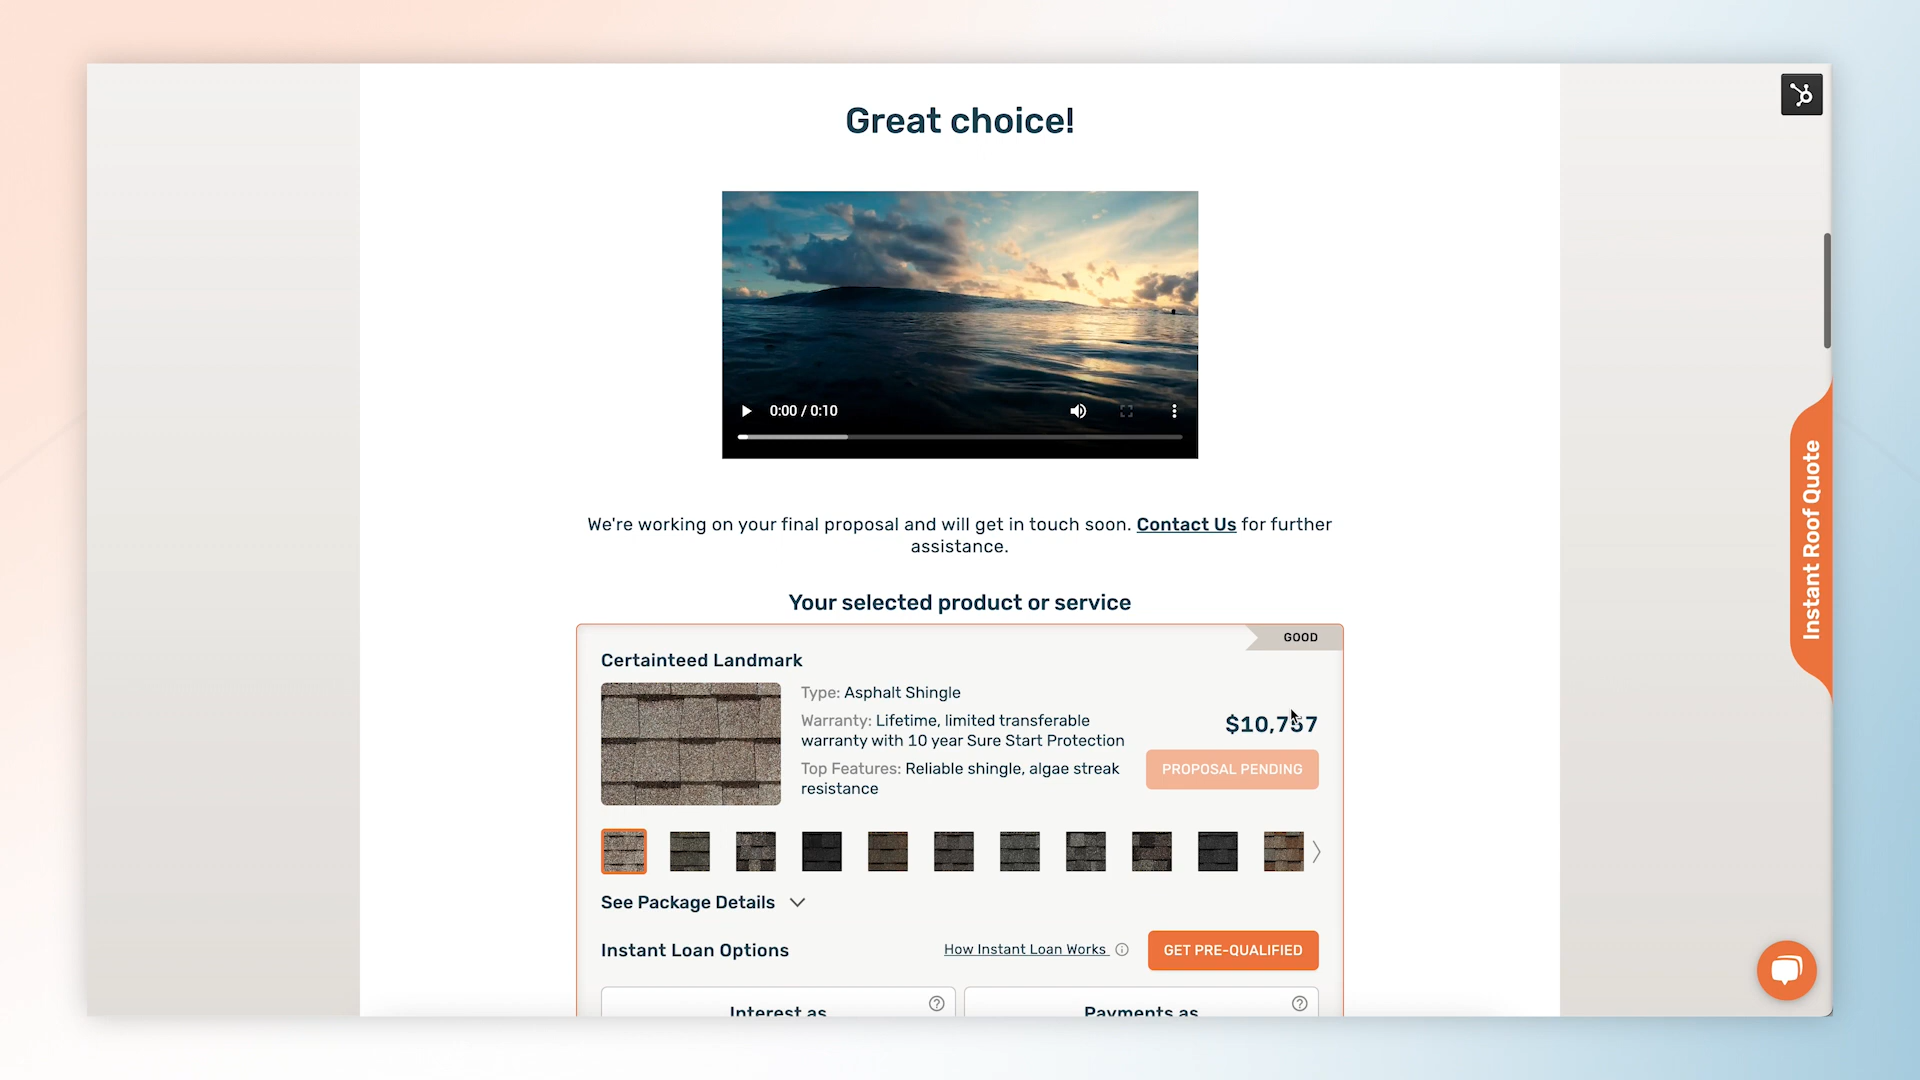 Great choice!
0:00 / 0:10
We're working on your final proposal and will get in touch soon. Contact Us for further
assistance.
Your selected product or service
GOOD
Certainteed Landmark
Type: Asphalt Shingle
Warranty: Lifetime, limited transferable
warranty with 10 year Sure Start Protection
Top Features: Reliable shingle, algae streak
resistance
PROPOSAL PENDING
See Package Details
Instant Loan Options
How Instant Loan Works
GET PRE-QUALIFIED
Interest as
Payments as
Instant Roof Quote